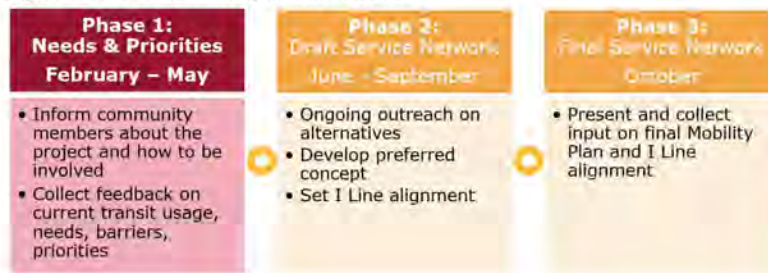 Phase 1:
Needs & Priorities
February – May
• Inform community
members about the
project and how to be
involved
• Collect feedback on
current transit usage,
needs, barriers,
priorities
Phase 2:
Draft Service Network
June - September
• Ongoing outreach on
alternatives
• Develop preferred
concept
• Set I Line alignment
Phase 3:
Final Service Network
October
• Present and collect
input on final Mobility
Plan and I Line
alignment